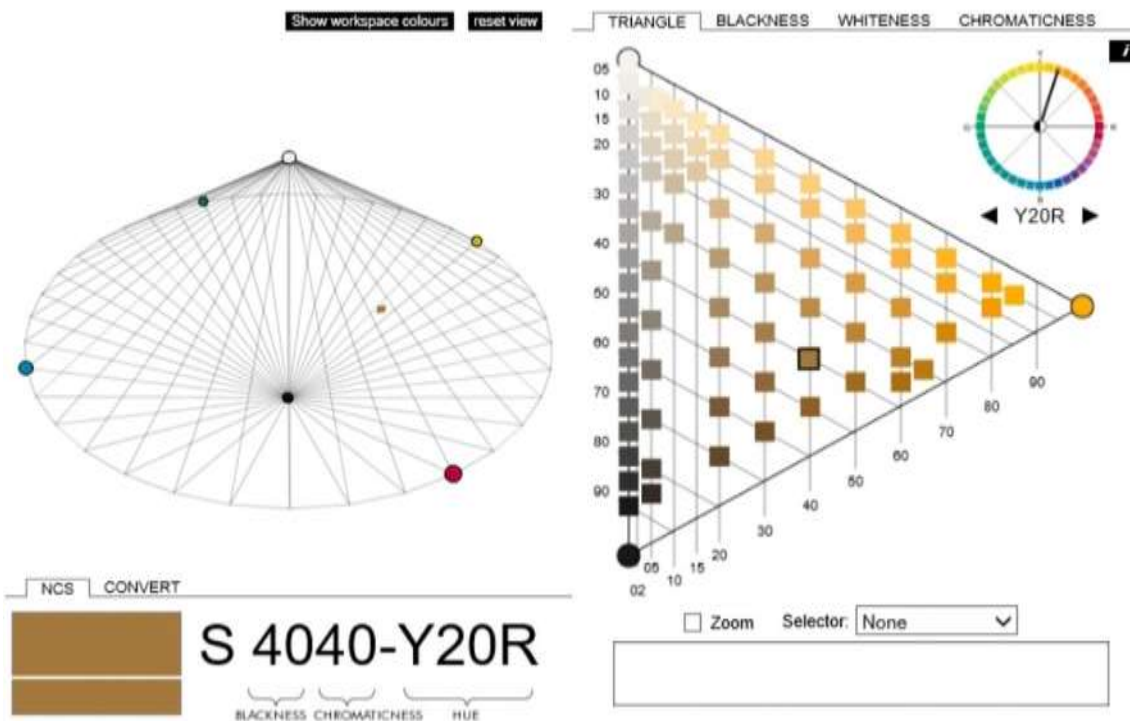 Show workspace colours reset view
TRIANGLE BLACKNESS WHITENESS CHROMATICNESS
i
05
10
15
20
30
40
50
60
70
80
90
Y20R
90
80
70
60
50
40
30
20
15
10
05
02
NCS CONVERT
S 4040-Y20R
BLACKNESS CHROMATICNESS HUE
Zoom Selector: None